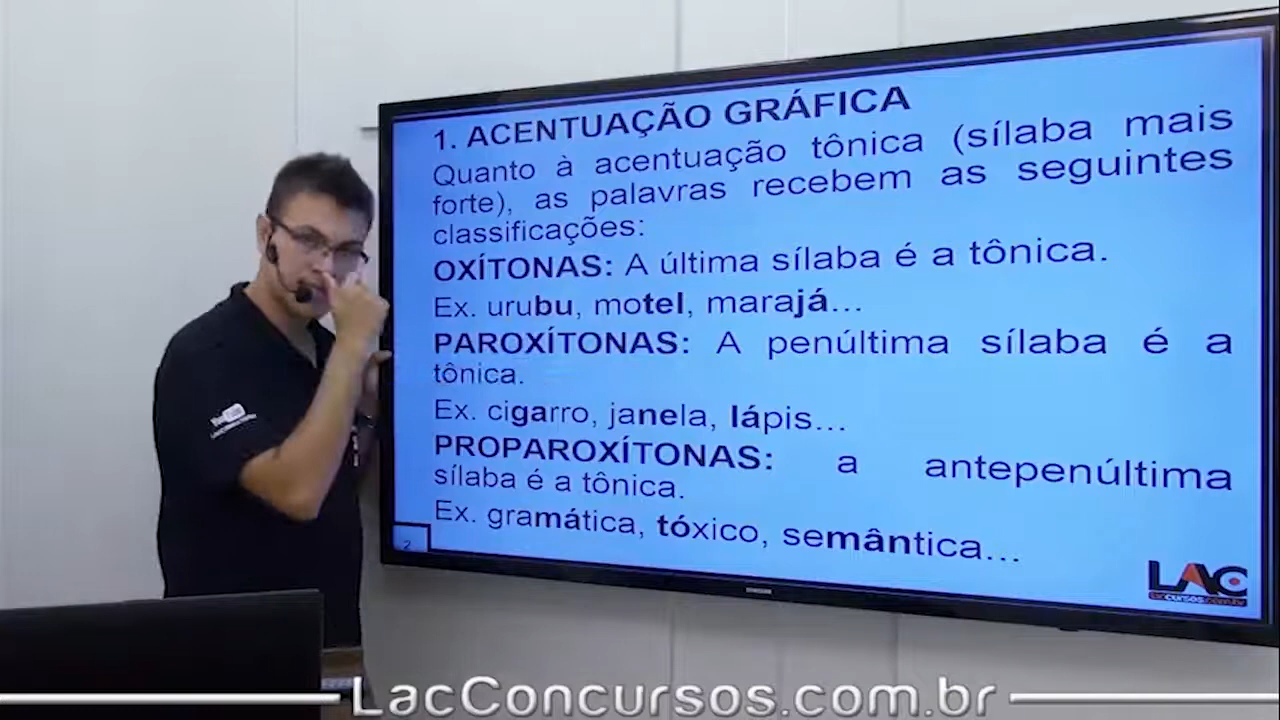 1. ACENTUAÇÃO GRÁFICA
Quanto à acentuação tônica (sílaba mais
forte), as palavras recebem as seguintes
classificações:
OXÍTONAS: A última sílaba é a tônica.
Ex. urubu, motel, marajá...
PAROXÍTONAS: A penúltima sílaba é a
tônica.
Ex. cigarro, janela, lápis...
PROPAROXÍTONAS: a antepenúltima
sílaba é a tônica.
Ex. gramática, tóxico, semântica...
2
LAC
laccursos.com.br
SAMSUNG
LacConcursos.com.br